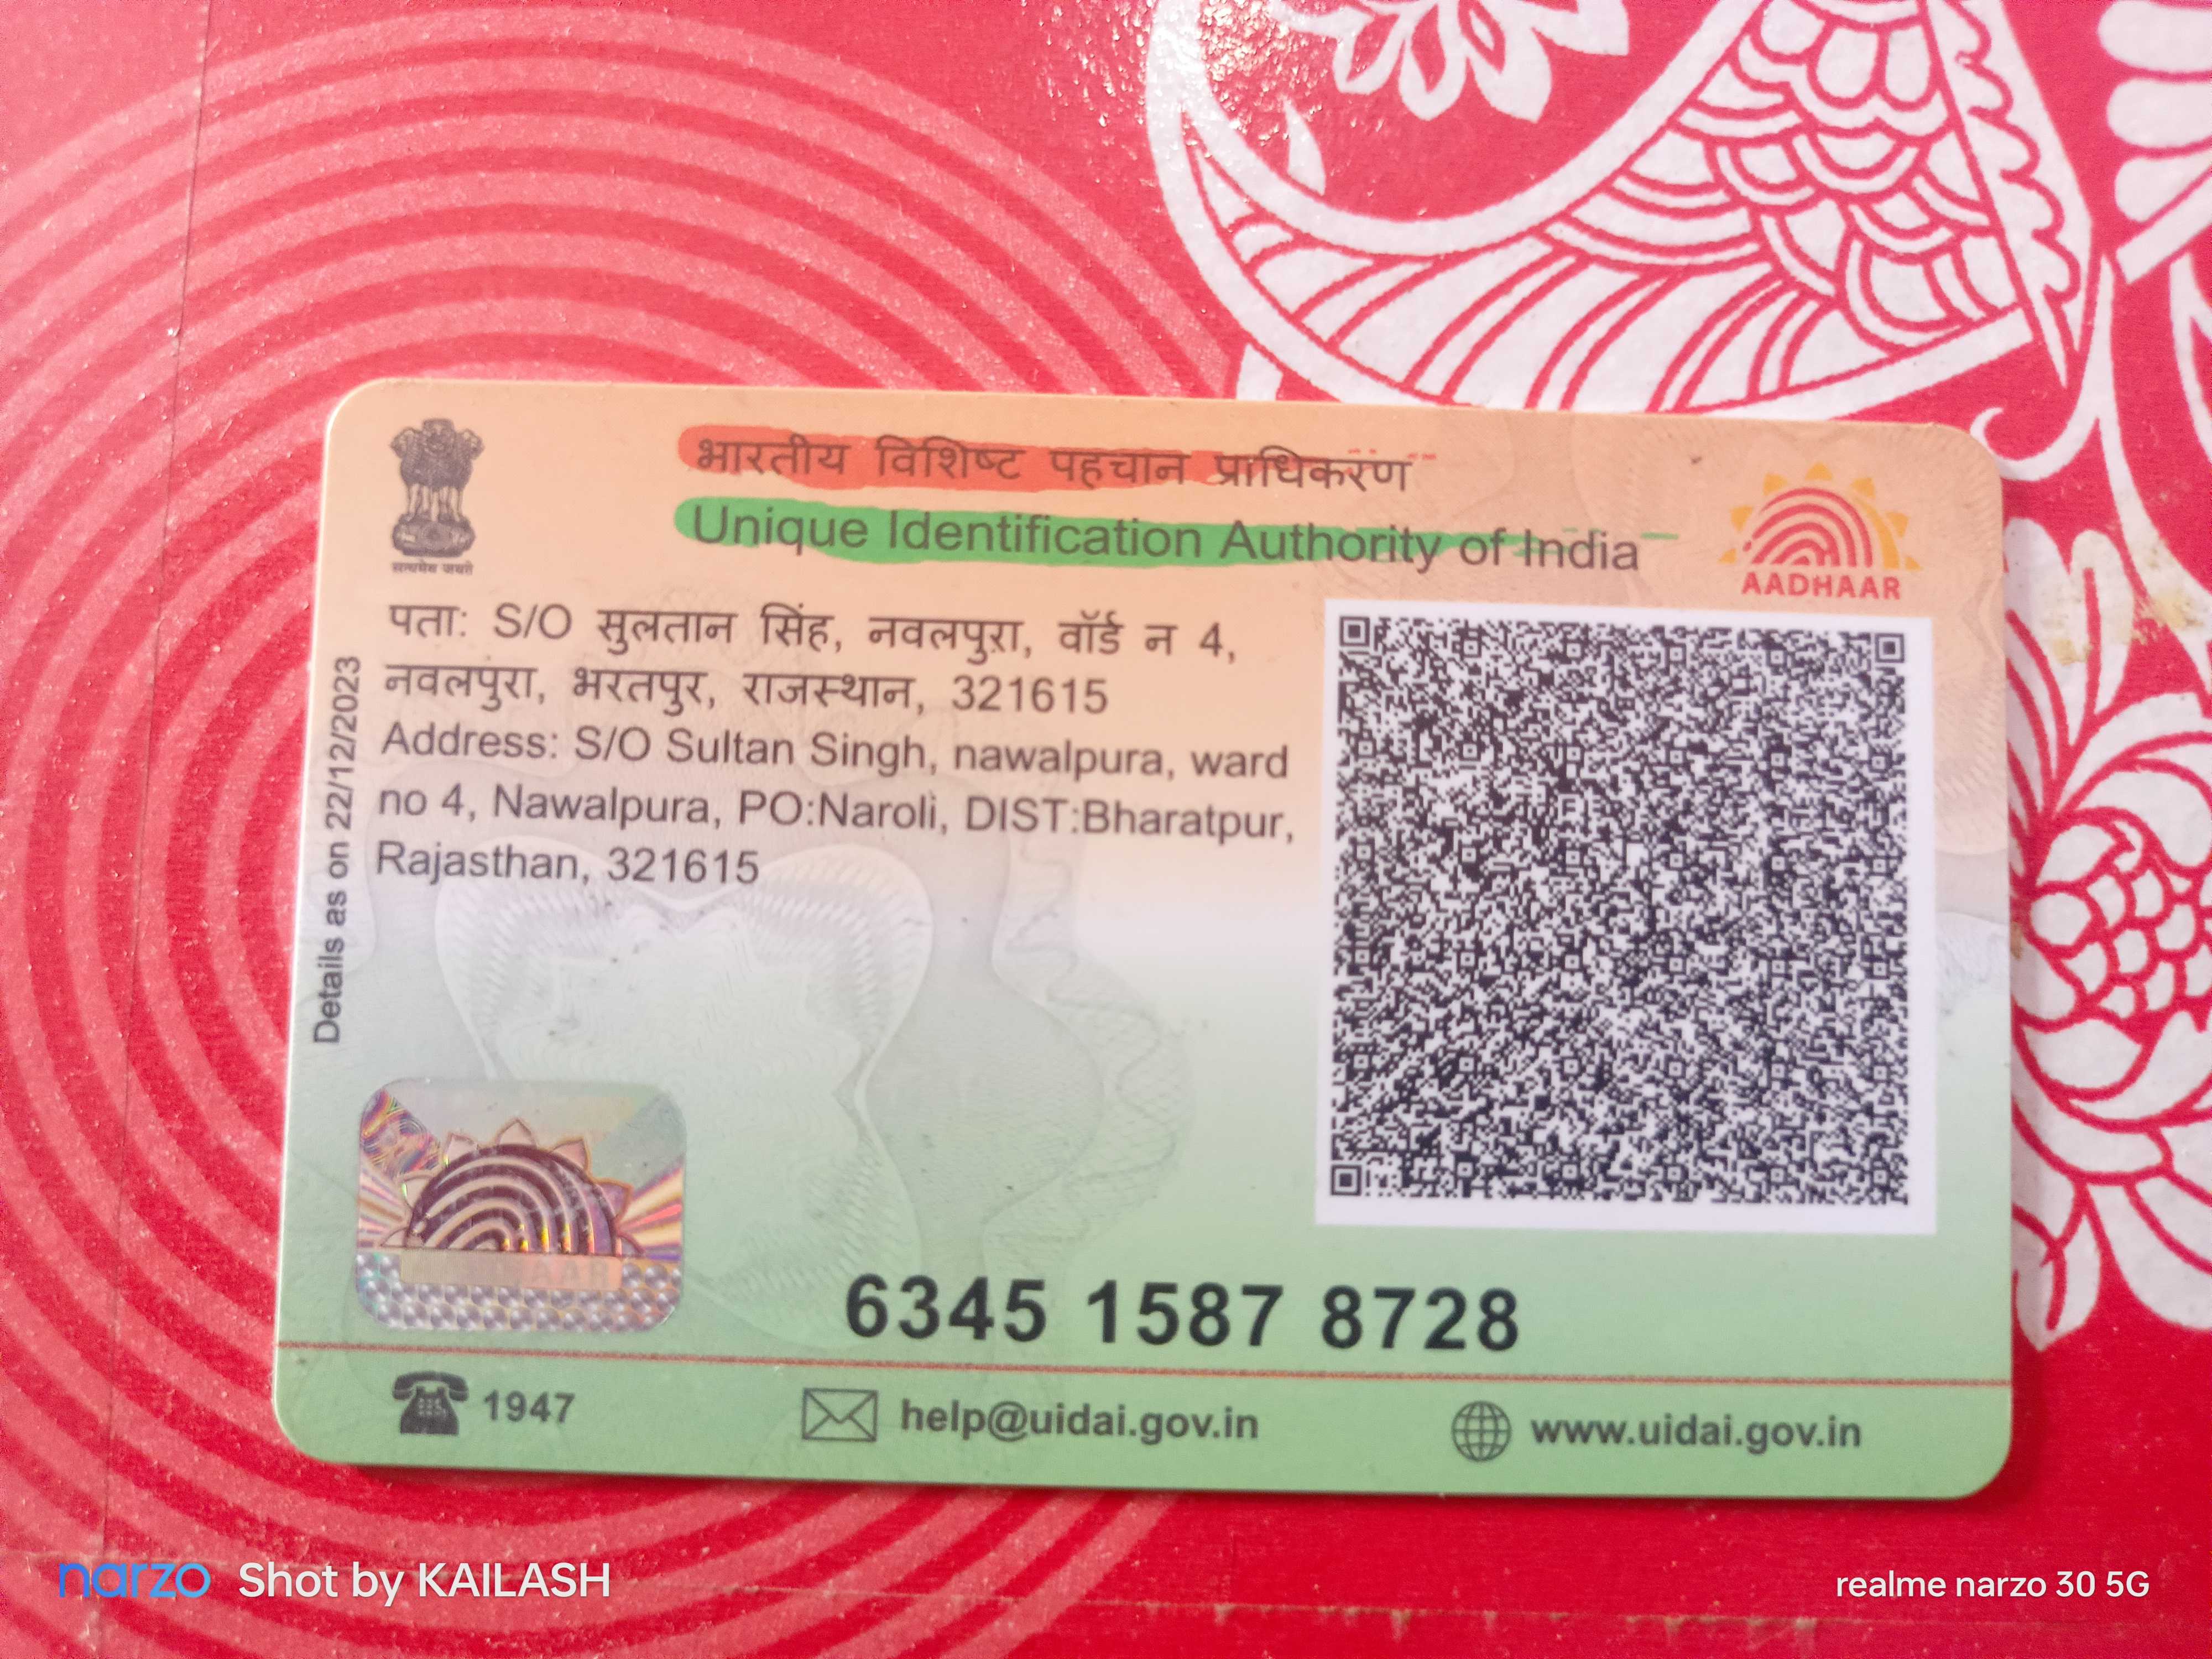 भारतीय विशिष्ट पहचान प्राधिकरण
Unique Identification Authority of India
सत्यमेव जयते
AADHAAR
पता: S/O सुलतान सिंह, नवलपुरा, वॉर्ड न 4,
नवलपुरा, भरतपुर, राजस्थान, 321615
Address: S/O Sultan Singh, nawalpura, ward
no 4, Nawalpura, PO:Naroli, DIST:Bharatpur,
Rajasthan, 321615
Details as on 22/12/2023
6345 1587 8728
1947
help@uidai.gov.in
www.uidai.gov.in
narzo Shot by KAILASH
realme narzo 30 5G